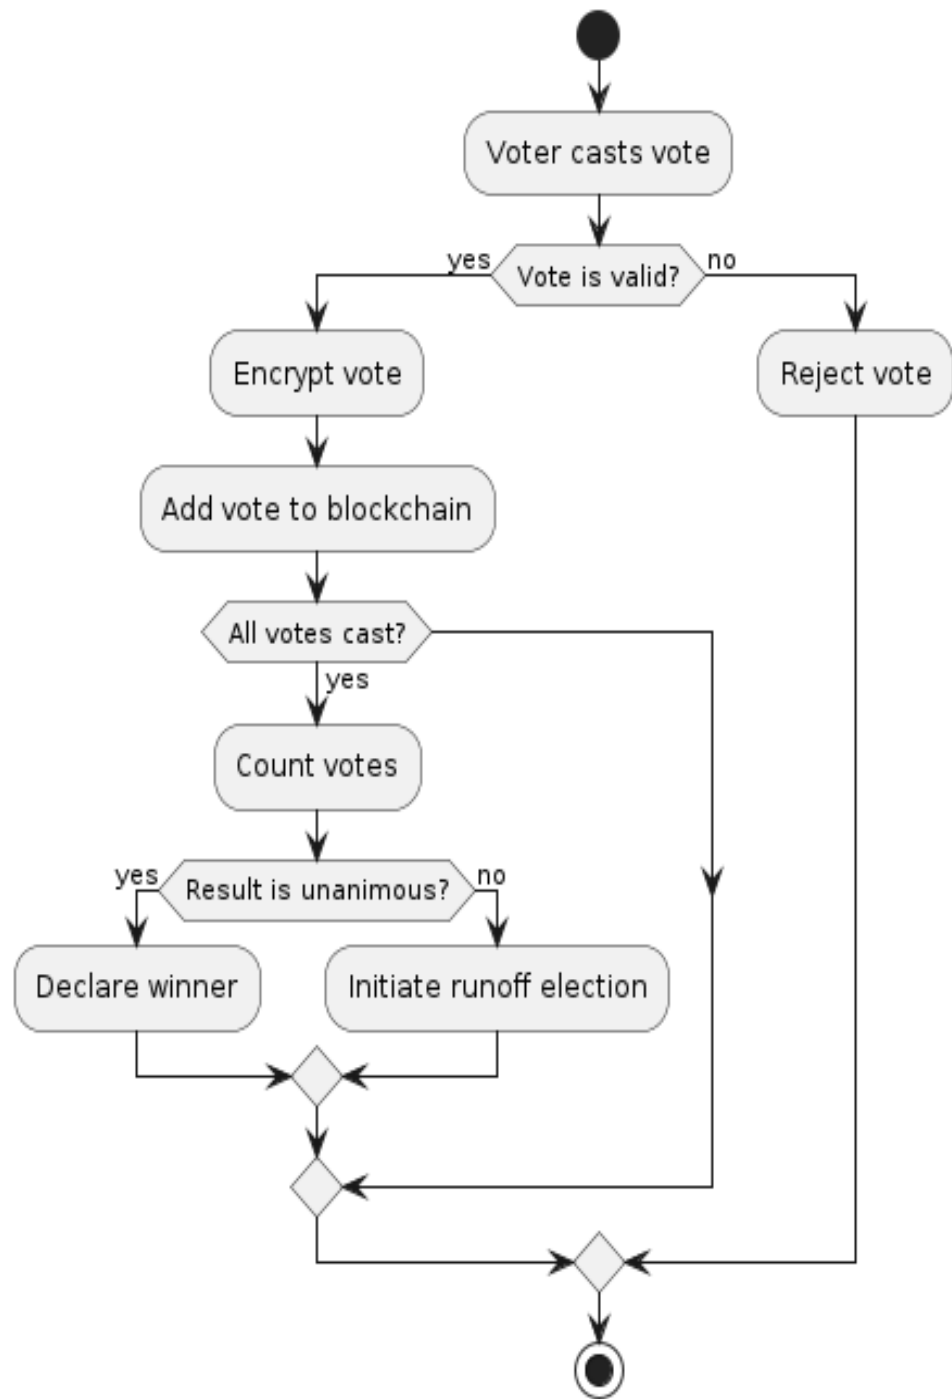 Voter casts vote
yes
Vote is valid?
no
Encrypt vote
Reject vote
Add vote to blockchain
All votes cast?
yes
Count votes
yes
Result is unanimous?
no
Declare winner
Initiate runoff election